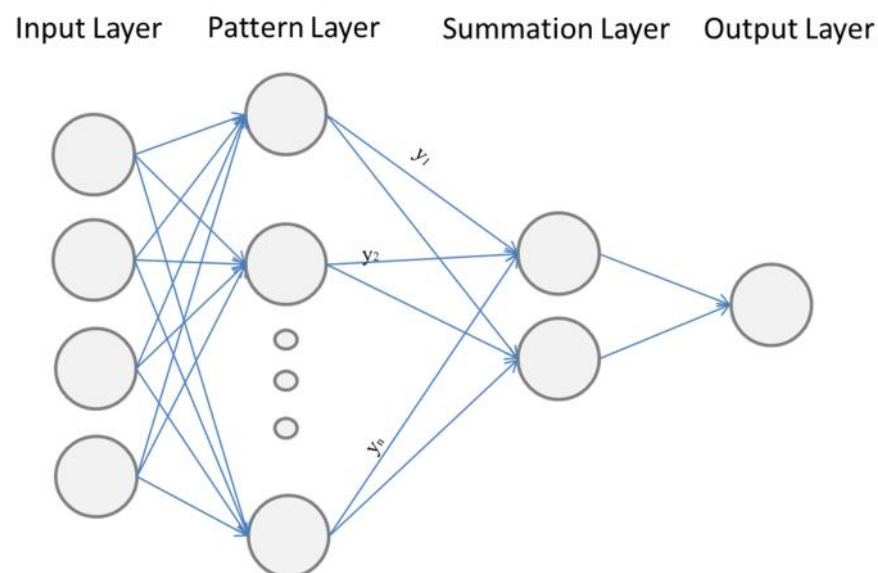 Input Layer Pattern Layer Summation Layer Output Layer
y₁
y₂
yₙ